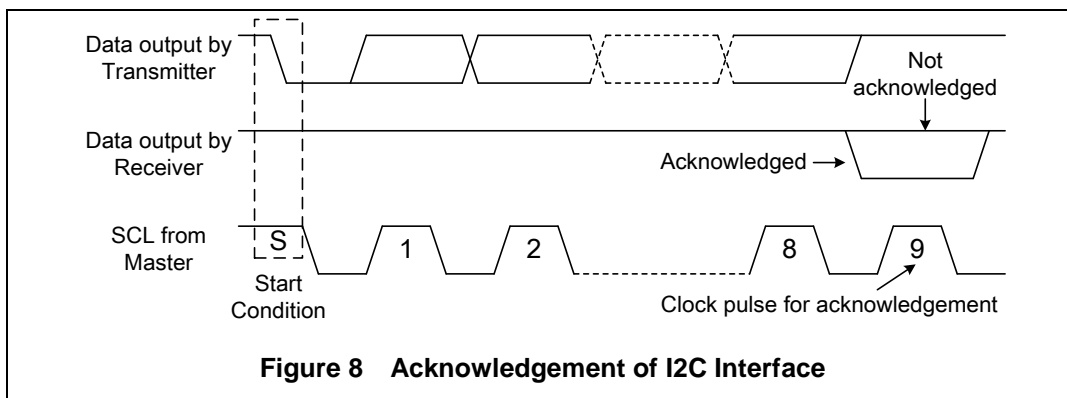 Data output by
Transmitter
Not
acknowledged
Data output by
Receiver
Acknowledged
SCL from
Master
S
1
2
8
9
Start
Condition
Clock pulse for acknowledgement
Figure 8 Acknowledgement of I2C Interface